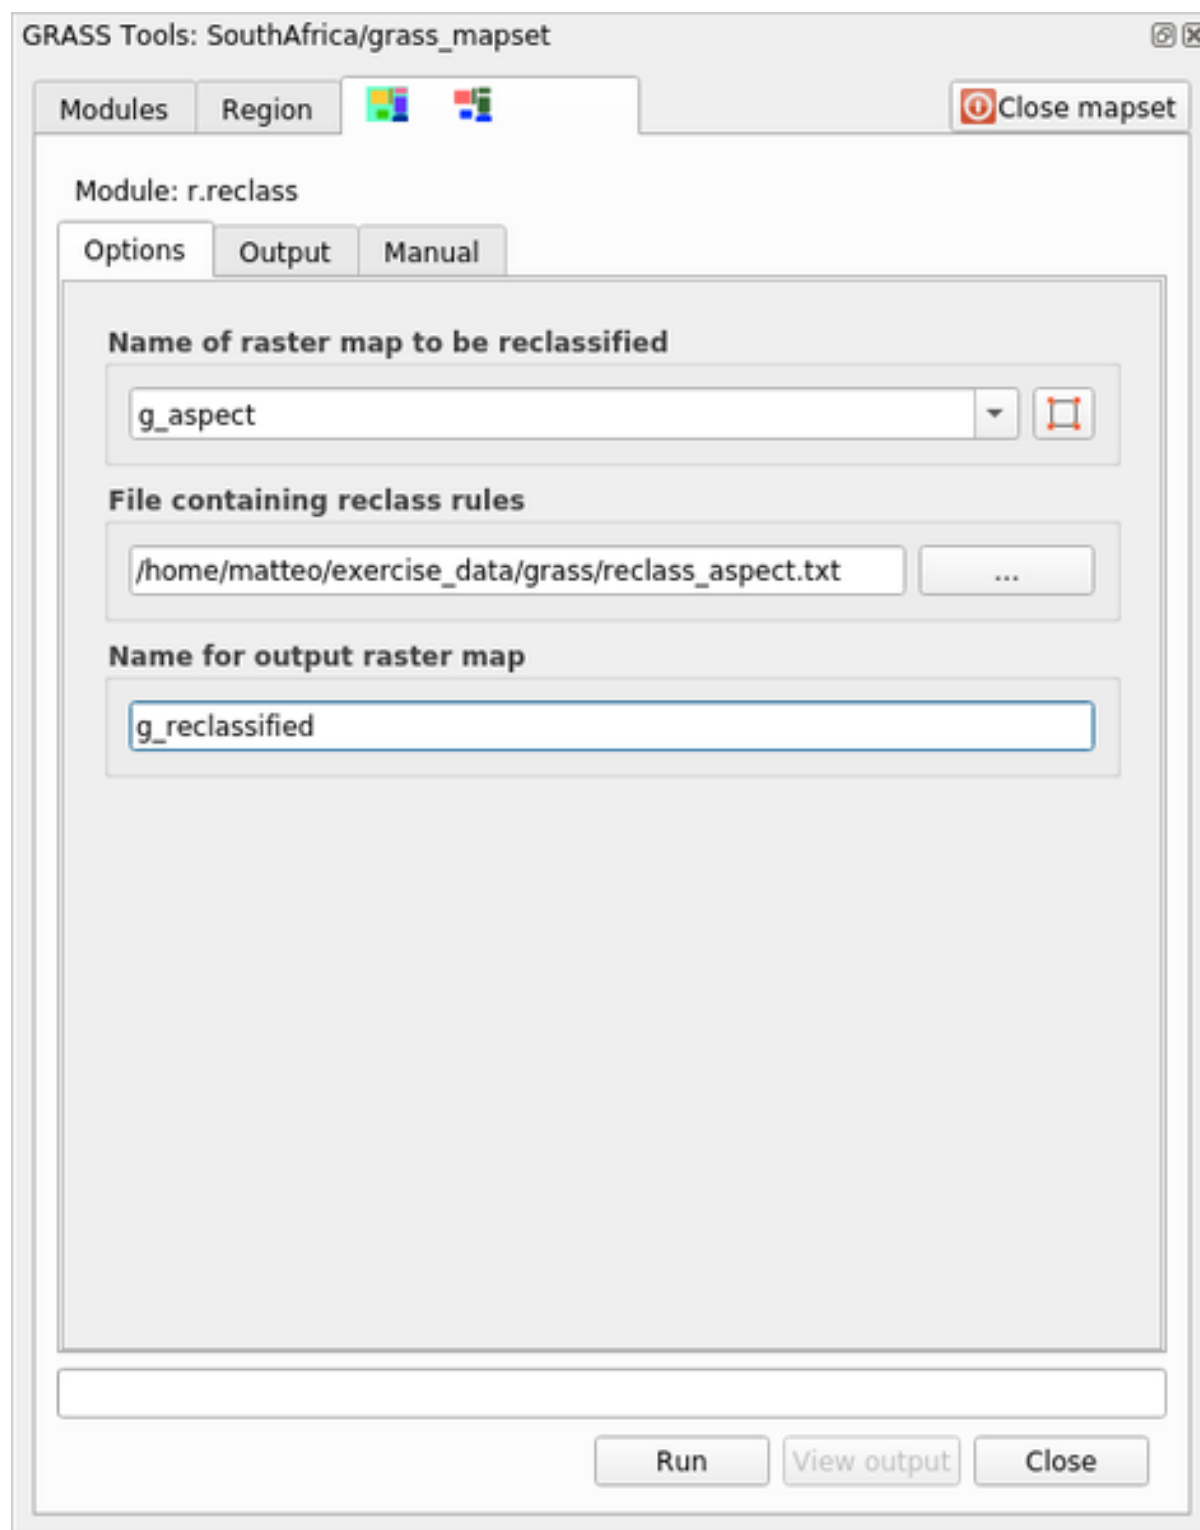 GRASS Tools: SouthAfrica/grass_mapset
Modules Region Close mapset
Module: r.reclass
Options Output Manual
Name of raster map to be reclassified
g_aspect
File containing reclass rules
/home/matteo/exercise_data/grass/reclass_aspect.txt ...
Name for output raster map
g_reclassified
Run View output Close